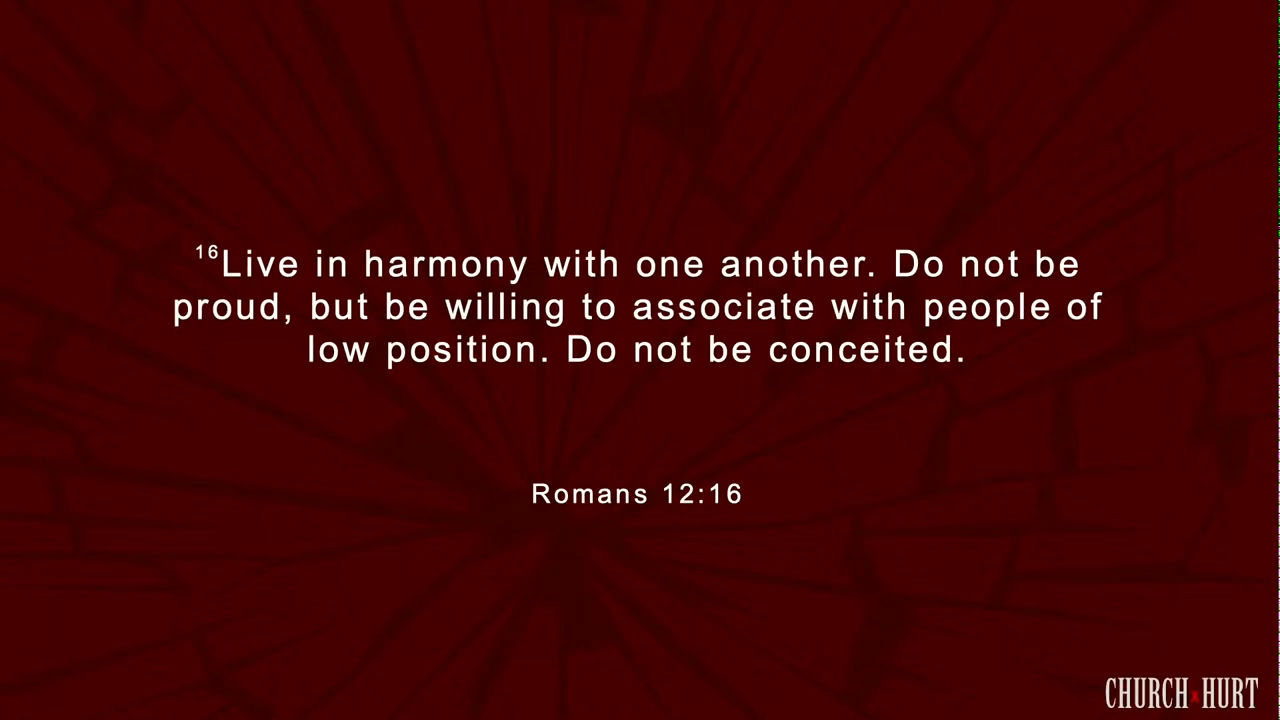 16Live in harmony with one another. Do not be
proud, but be willing to associate with people of
low position. Do not be conceited.
Romans 12:16
CHURCH HURT